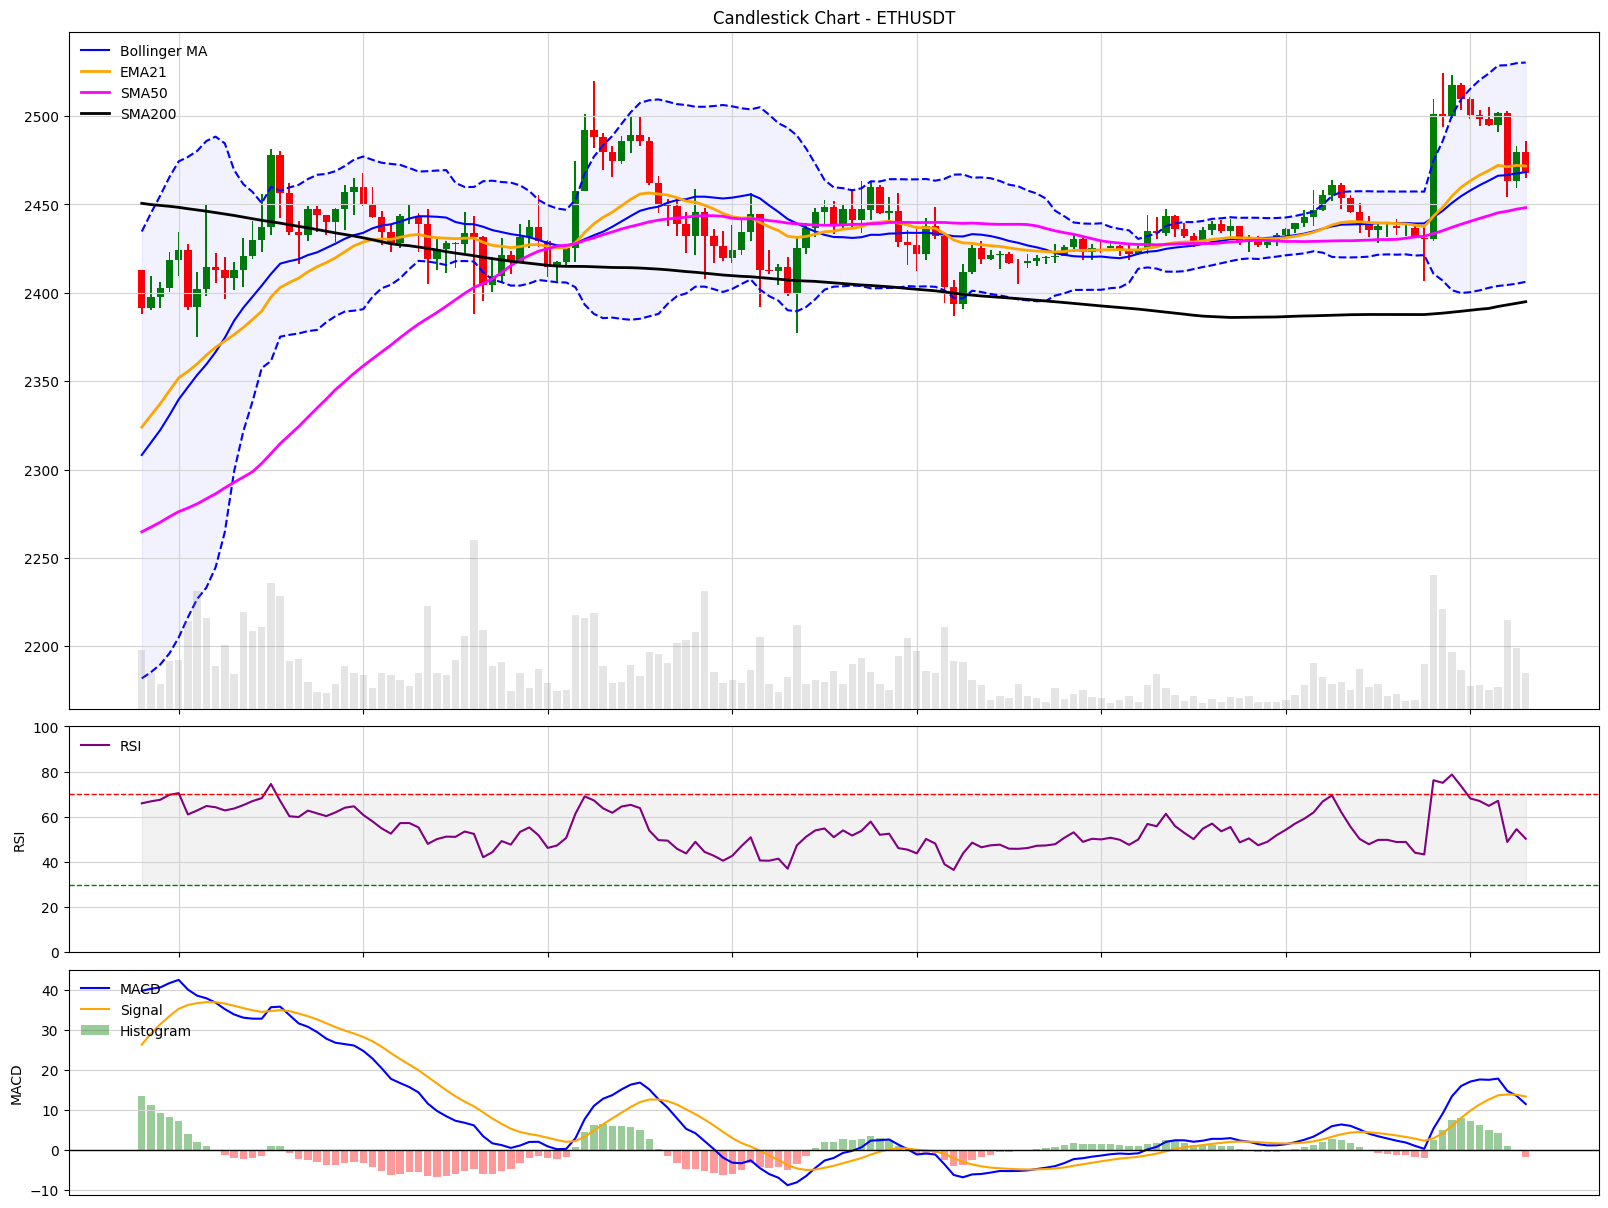 Candlestick Chart - ETHUSDT
Bollinger MA
EMA21
SMA50
SMA200
2500
2450
2400
2350
2300
2250
2200
100
80
60
40
20
0
RSI
RSI
40
30
20
10
0
−10
MACD
MACD
Signal
Histogram